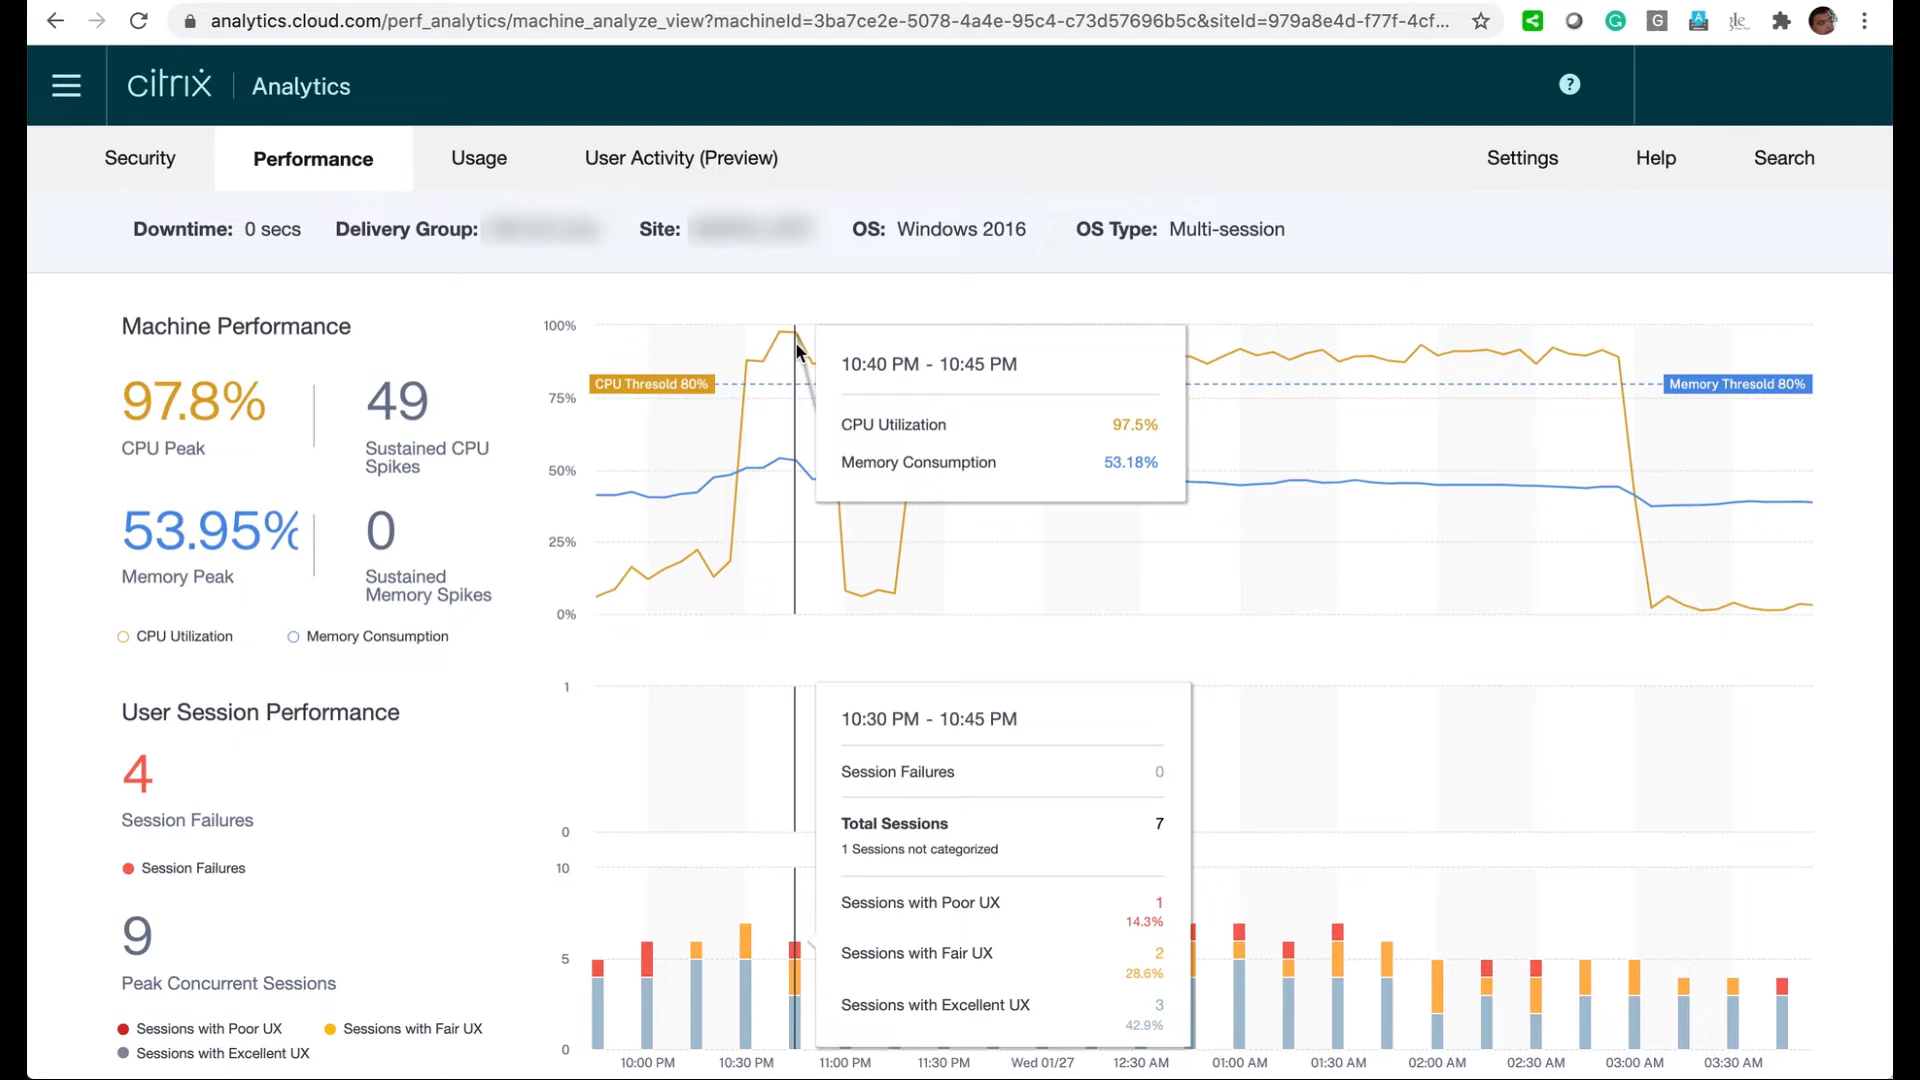 analytics.cloud.com/perf_analytics/machine_analyze_view?machineId=3ba7ce2e-5078-4a4e-95c4-c73d57696b5c&siteId=979a8e4d-f77f-4cf...
citrix Analytics
Security Performance Usage User Activity (Preview) Settings Help Search
Downtime: 0 secs Delivery Group: Site: OS: Windows 2016 OS Type: Multi-session
Machine Performance
97.8%
CPU Peak
49
Sustained CPU
Spikes
53.95%
Memory Peak
0
Sustained
Memory Spikes
CPU Utilization Memory Consumption
100%
75%
50%
25%
0%
CPU Thresold 80%
Memory Thresold 80%
10:40 PM - 10:45 PM
CPU Utilization 97.5%
Memory Consumption 53.18%
User Session Performance
4
Session Failures
Session Failures
9
Peak Concurrent Sessions
Sessions with Poor UX Sessions with Fair UX
Sessions with Excellent UX
1
0
10
5
0
10:30 PM - 10:45 PM
Session Failures 0
Total Sessions 7
1 Sessions not categorized
Sessions with Poor UX 1
14.3%
Sessions with Fair UX 2
28.6%
Sessions with Excellent UX 3
42.9%
10:00 PM 10:30 PM 11:00 PM 11:30 PM Wed 01/27 12:30 AM 01:00 AM 01:30 AM 02:00 AM 02:30 AM 03:00 AM 03:30 AM